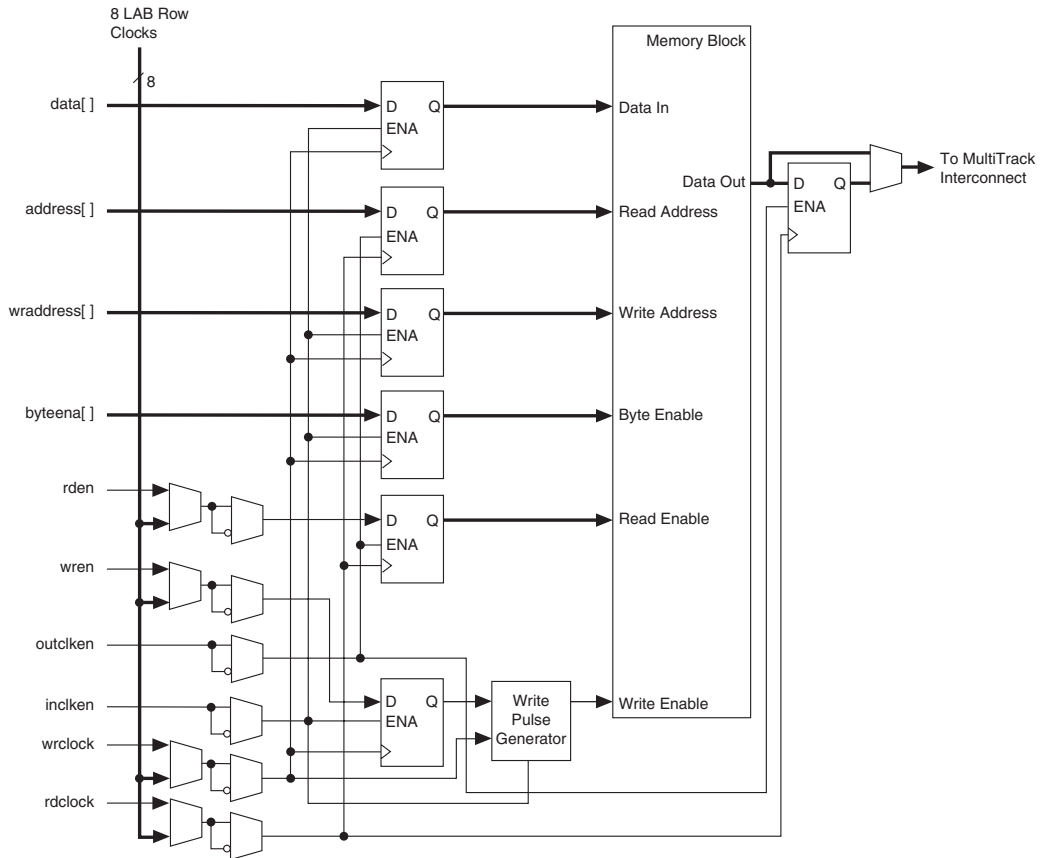 8 LAB Row
Clocks
8
Memory Block
data[ ]
D Q
ENA
Data In
To MultiTrack
Interconnect
Data Out
D Q
ENA
address[ ]
D Q
ENA
Read Address
wraddress[ ]
D Q
ENA
Write Address
byteena[ ]
D Q
ENA
Byte Enable
rden
D Q
ENA
Read Enable
wren
outclken
inclken
D Q
ENA
Write
Pulse
Generator
Write Enable
wrclock
rdclock